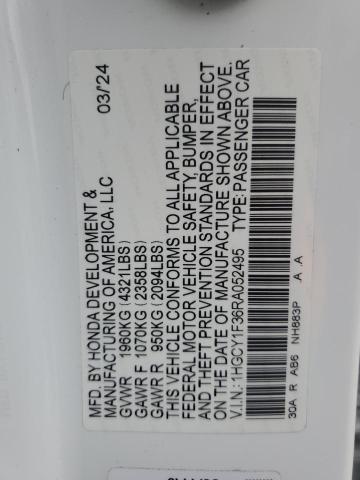 MFD. BY HONDA DEVELOPMENT & 03/24
MANUFACTURING OF AMERICA, LLC
GVWR 1960KG(4321LBS)
GAWR F 1070KG(2358LBS)
GAWR R 950KG(2094LBS)
THIS VEHICLE CONFORMS TO ALL APPLICABLE
FEDERAL MOTOR VEHICLE SAFETY, BUMPER,
AND THEFT PREVENTION STANDARDS IN EFFECT
ON THE DATE OF MANUFACTURE SHOWN ABOVE.
V.I.N.: 1HGCY1F36RA052495 TYPE: PASSENGER CAR
30A R AB6 NH883P A .A